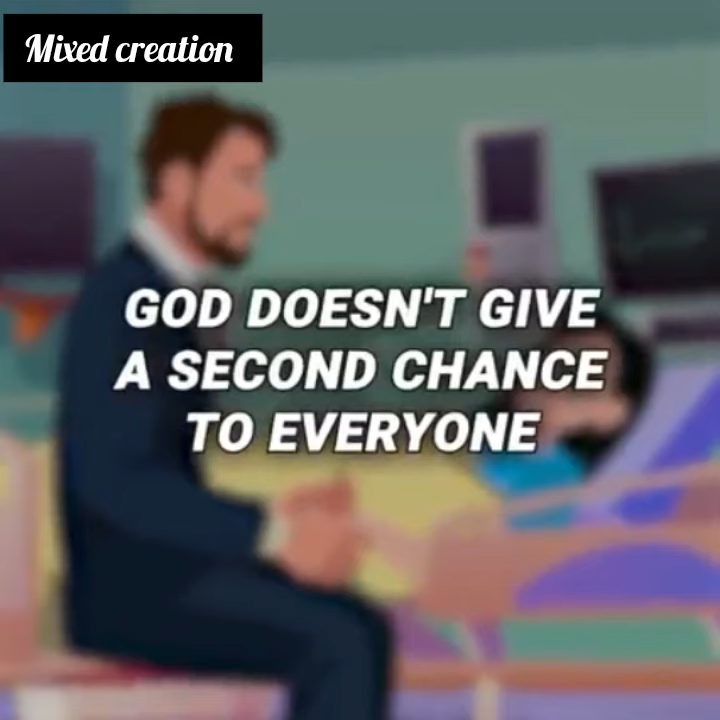 Mixed creation
GOD DOESN'T GIVE
A SECOND CHANCE
TO EVERYONE